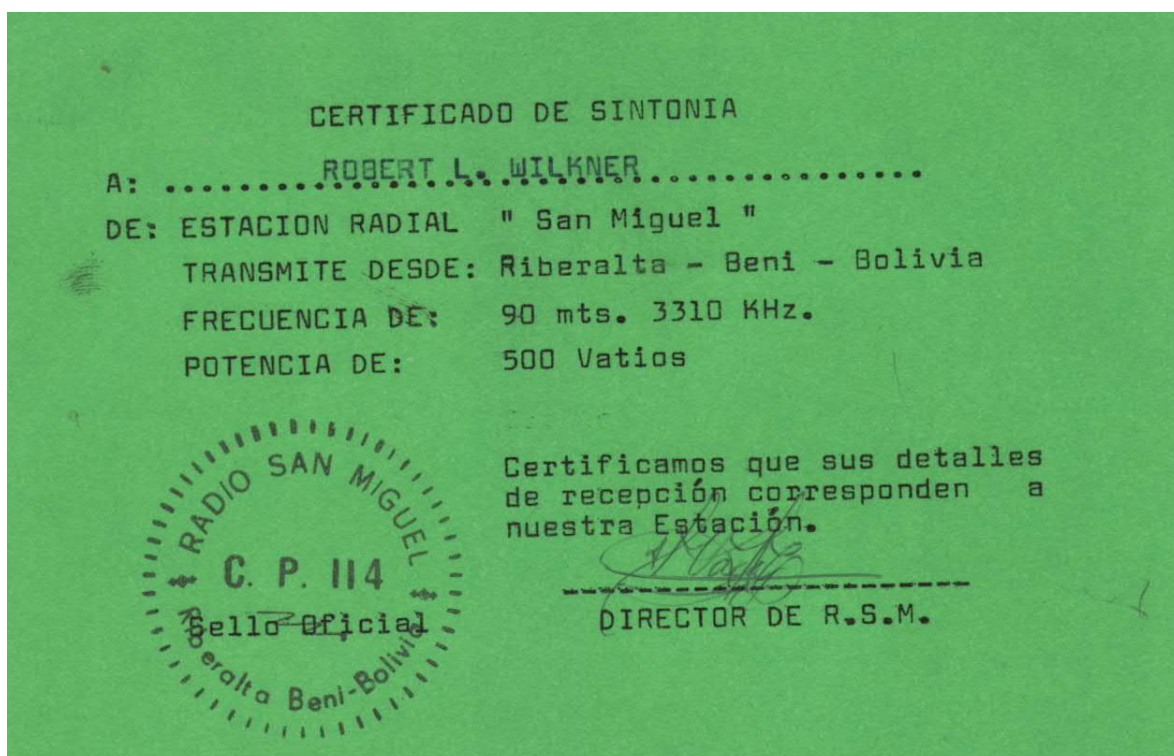 CERTIFICADO DE SINTONIA
A: .......ROBERT L. WILKNER.......
DE: ESTACION RADIAL " San Miguel "
TRANSMITE DESDE: Riberalta - Beni - Bolivia
FRECUENCIA DE: 90 mts. 3310 KHz.
POTENCIA DE: 500 Vatios
RADIO SAN MIGUEL
C. P. 114
Sello Oficial
Riberalta Beni-Bolivia
Certificamos que sus detalles
de recepción corresponden a
nuestra Estación.
DIRECTOR DE R.S.M.